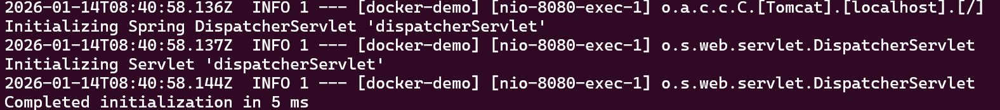 2026-01-14T08:40:58.136Z  INFO 1 --- [docker-demo] [nio-8080-exec-1] o.a.c.c.C.[Tomcat].[localhost].[/]
Initializing Spring DispatcherServlet 'dispatcherServlet'
2026-01-14T08:40:58.137Z  INFO 1 --- [docker-demo] [nio-8080-exec-1] o.s.web.servlet.DispatcherServlet
Initializing Servlet 'dispatcherServlet'
2026-01-14T08:40:58.144Z  INFO 1 --- [docker-demo] [nio-8080-exec-1] o.s.web.servlet.DispatcherServlet
Completed initialization in 5 ms